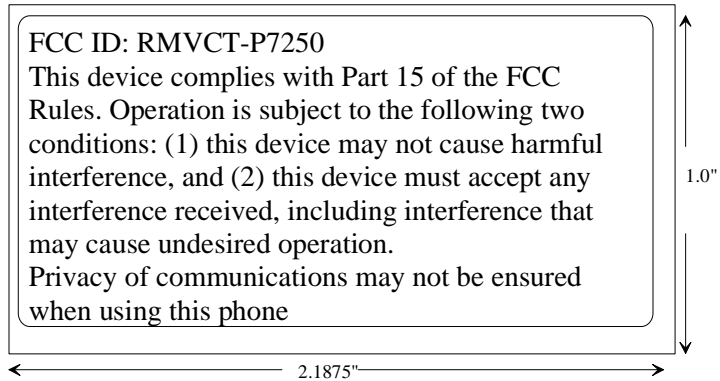 FCC ID: RMVCT-P7250
This device complies with Part 15 of the FCC
Rules. Operation is subject to the following two
conditions: (1) this device may not cause harmful
interference, and (2) this device must accept any
interference received, including interference that
may cause undesired operation.
Privacy of communications may not be ensured
when using this phone
1.0"
2.1875"